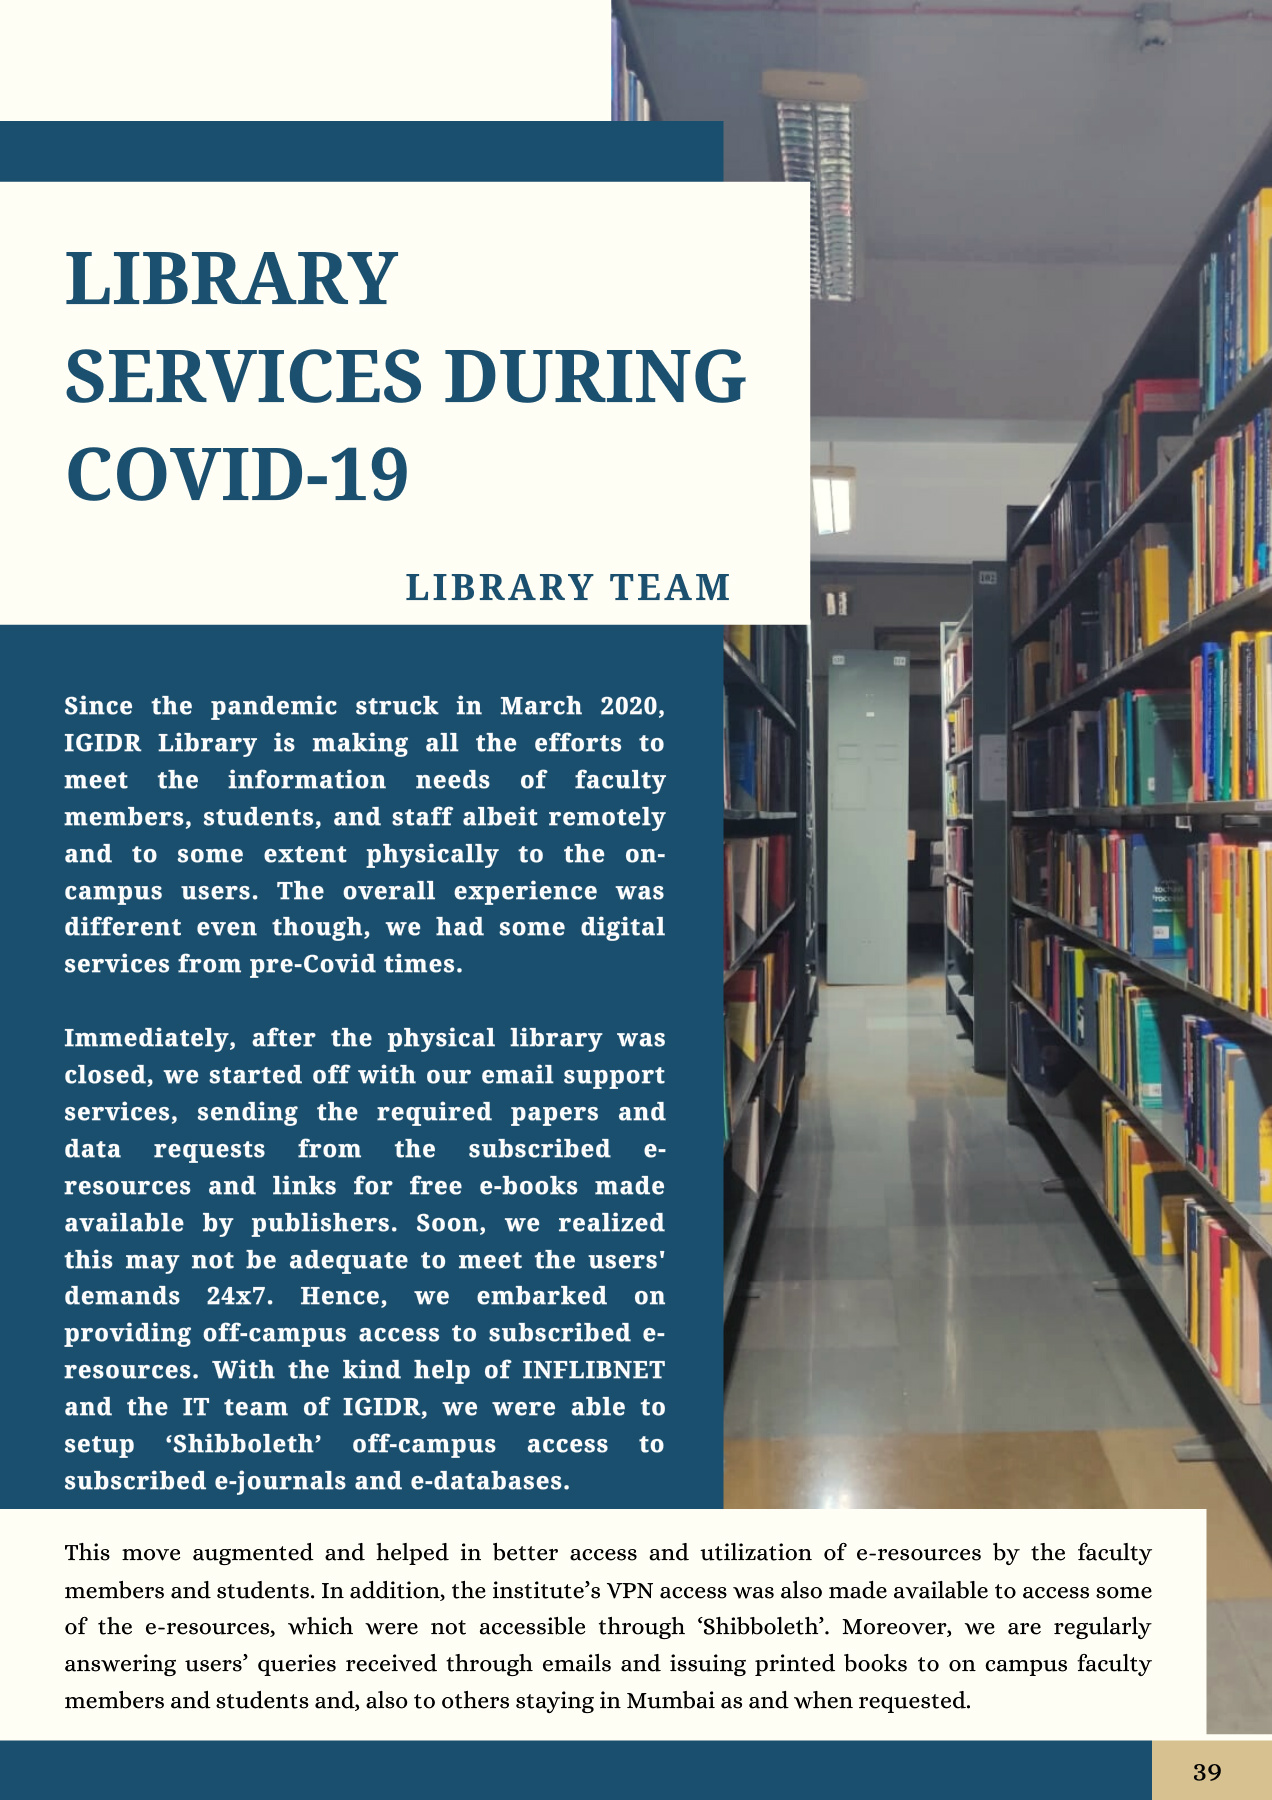 LIBRARY
SERVICES DURING
COVID-19
LIBRARY TEAM
Since the pandemic struck in March 2020,
IGIDR Library is making all the efforts to
meet the information needs of faculty
members, students, and staff albeit remotely
and to some extent physically to the on-
campus users. The overall experience was
different even though, we had some digital
services from pre-Covid times.
Immediately, after the physical library was
closed, we started off with our email support
services, sending the required papers and
data requests from the subscribed e-
resources and links for free e-books made
available by publishers. Soon, we realized
this may not be adequate to meet the users'
demands 24x7. Hence, we embarked on
providing off-campus access to subscribed e-
resources. With the kind help of INFLIBNET
and the IT team of IGIDR, we were able to
setup ‘Shibboleth’ off-campus access to
subscribed e-journals and e-databases.
This move augmented and helped in better access and utilization of e-resources by the faculty
members and students. In addition, the institute’s VPN access was also made available to access some
of the e-resources, which were not accessible through ‘Shibboleth’. Moreover, we are regularly
answering users’ queries received through emails and issuing printed books to on campus faculty
members and students and, also to others staying in Mumbai as and when requested.
39